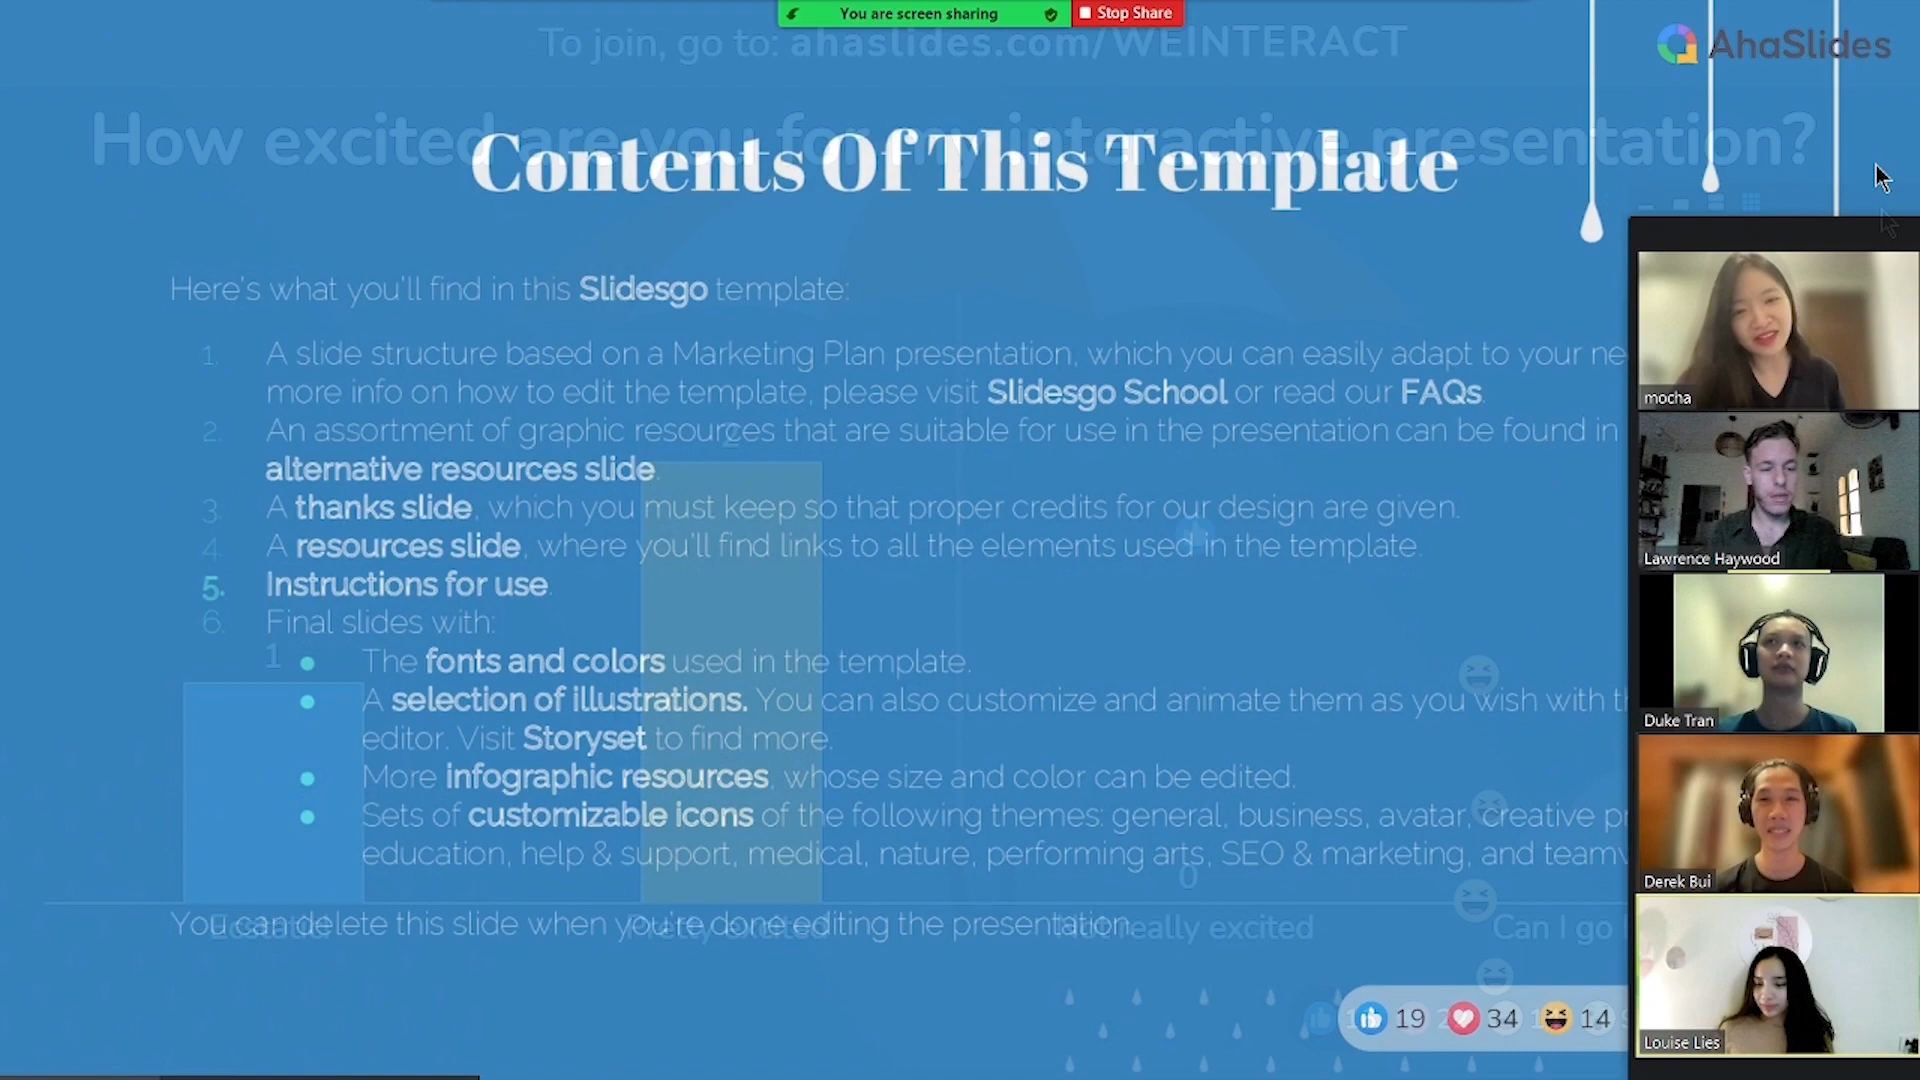 You are screen sharing
Stop Share
To join, go to: ahaslides.com/WEINTERACT
AhaSlides
How excited are you for my interactive presentation?
Contents Of This Template
Here's what you'll find in this Slidesgo template:
1. A slide structure based on a Marketing Plan presentation, which you can easily adapt to your ne
more info on how to edit the template, please visit Slidesgo School or read our FAQs.
2. An assortment of graphic resources that are suitable for use in the presentation can be found in
alternative resources slide.
3. A thanks slide, which you must keep so that proper credits for our design are given.
4. A resources slide, where you'll find links to all the elements used in the template.
5. Instructions for use.
6. Final slides with:
The fonts and colors used in the template.
A selection of illustrations. You can also customize and animate them as you wish with th
editor. Visit Storyset to find more.
More infographic resources, whose size and color can be edited.
Sets of customizable icons of the following themes: general, business, avatar, creative pr
education, help & support, medical, nature, performing arts, SEO & marketing, and teamw
You can delete this slide when you're done editing the presentation.
1
2
0
Ecstatic!
Pretty excited
Not really excited
Can I go
19 34 14
mocha
Lawrence Haywood
Duke Tran
Derek Bui
Louise Lies